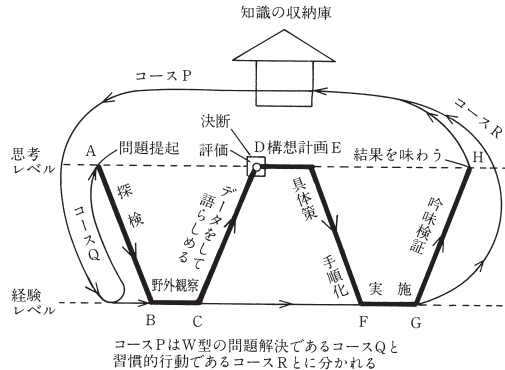 知識の収納庫
コースP
コースR
決断
評価
D構想計画E
A
問題提起
結果を味わう
H
思考
レベル
探検
コースQ
データをして
語らしめる
具体策
手順化
吟味検証
野外観察
実施
経験
レベル
B
C
F
G
コースPはW型の問題解決であるコースQと
習慣的行動であるコースRとに分かれる